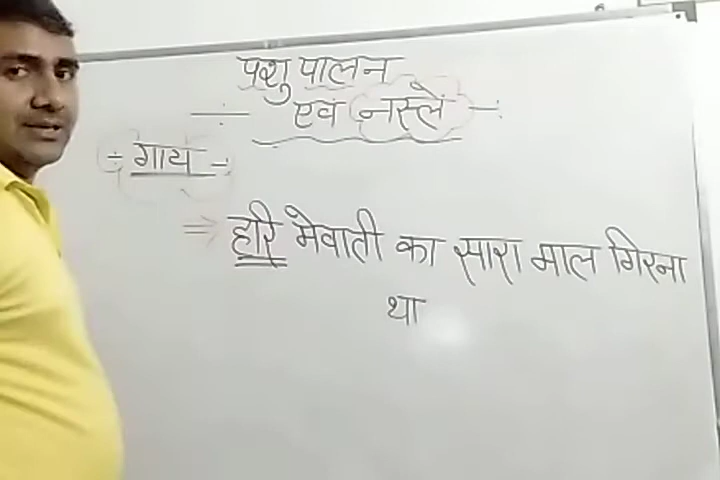 पशु पालन
एवं नस्लें
÷ गाय -:
⇒ हरि मेवाती का सारा माल गिरना
था